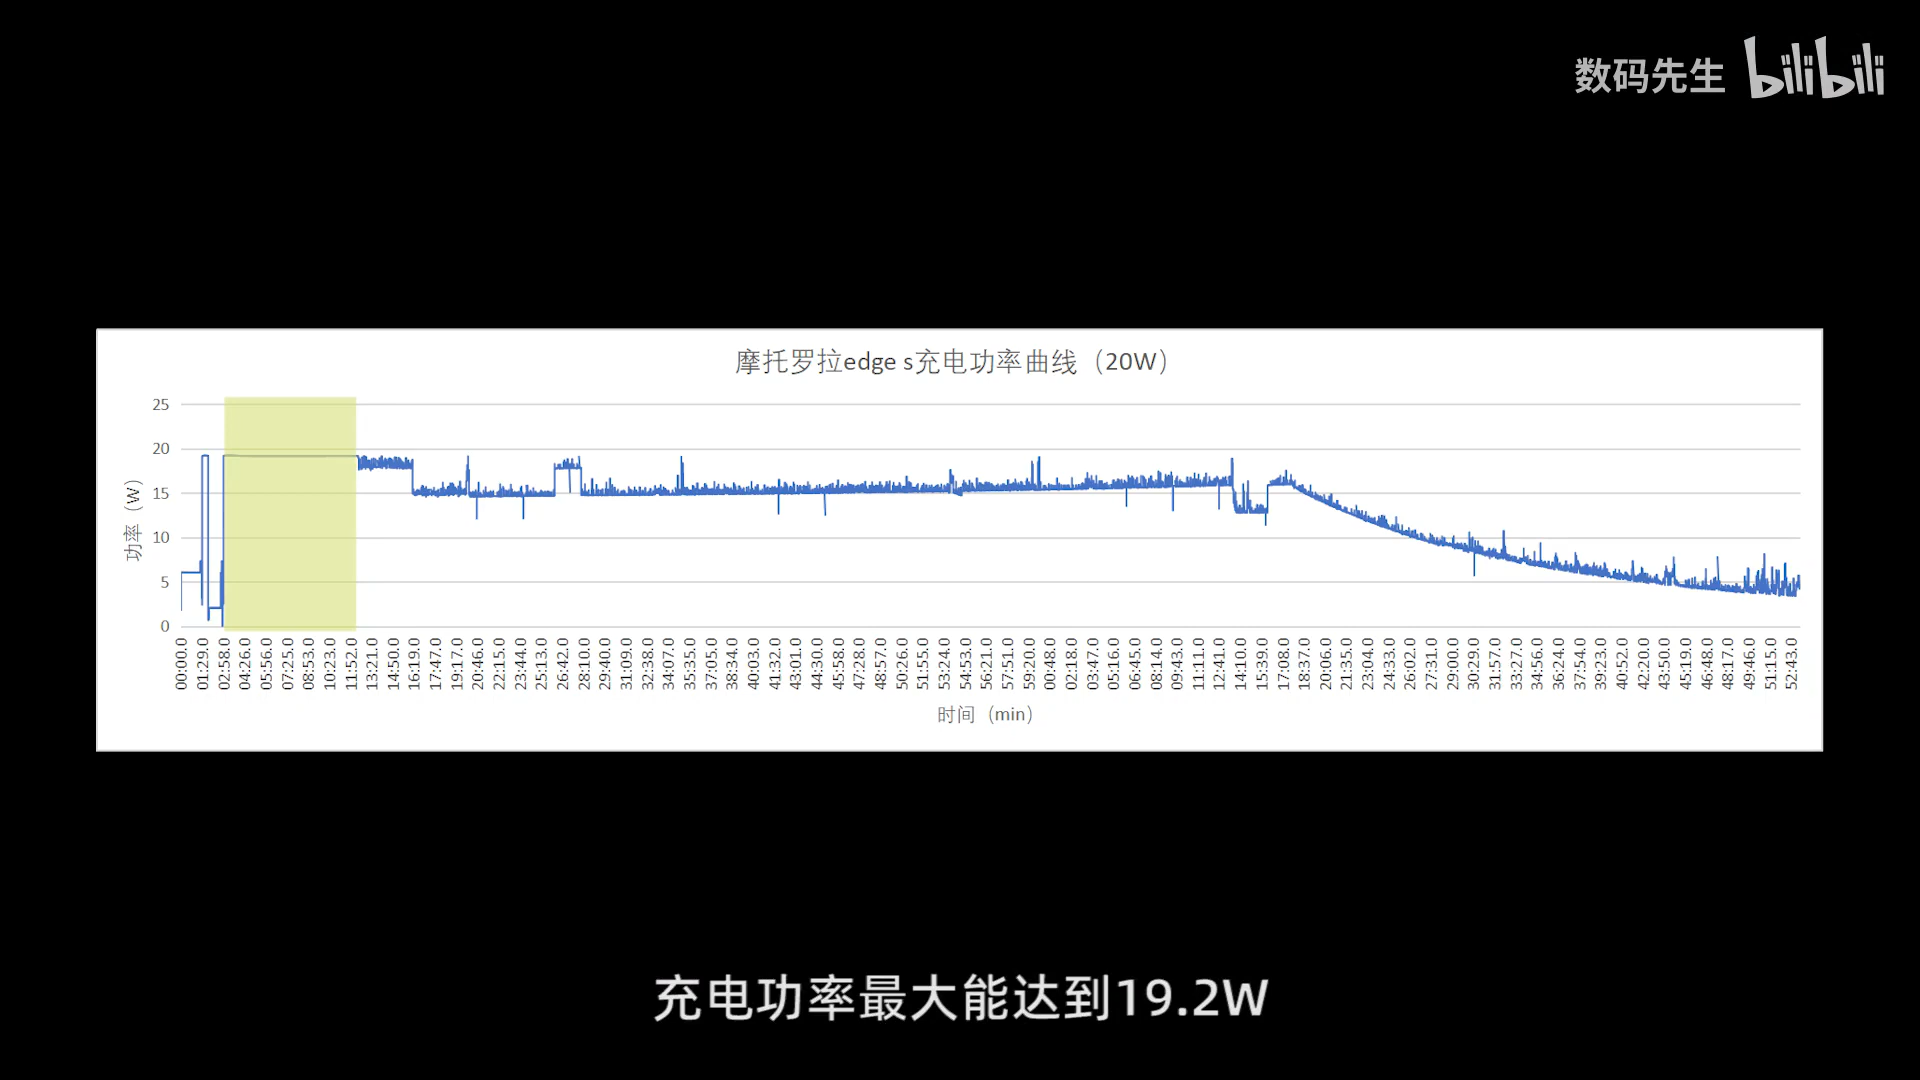 数码先生 bilibili
摩托罗拉edge s充电功率曲线（20W）
25
20
15
10
5
0
功率（W）
00:00.0 01:29.0 02:58.0 04:26.0 05:56.0 07:25.0 08:53.0 10:23.0 11:52.0 13:21.0 14:50.0 16:19.0 17:47.0 19:17.0 20:46.0 22:15.0 23:44.0 25:13.0 26:42.0 28:10.0 29:40.0 31:09.0 32:38.0 34:07.0 35:35.0 37:05.0 38:34.0 40:03.0 41:32.0 43:01.0 44:30.0 45:58.0 47:28.0 48:57.0 50:26.0 51:55.0 53:24.0 54:53.0 56:21.0 57:51.0 59:20.0 00:48.0 02:18.0 03:47.0 05:16.0 06:45.0 08:14.0 09:43.0 11:11.0 12:41.0 14:10.0 15:39.0 17:08.0 18:37.0 20:06.0 21:35.0 23:04.0 24:33.0 26:02.0 27:31.0 29:00.0 30:29.0 31:57.0 33:27.0 34:56.0 36:24.0 37:54.0 39:23.0 40:52.0 42:20.0 43:50.0 45:19.0 46:48.0 48:17.0 49:46.0 51:15.0 52:43.0
时间（min）
充电功率最大能达到19.2W